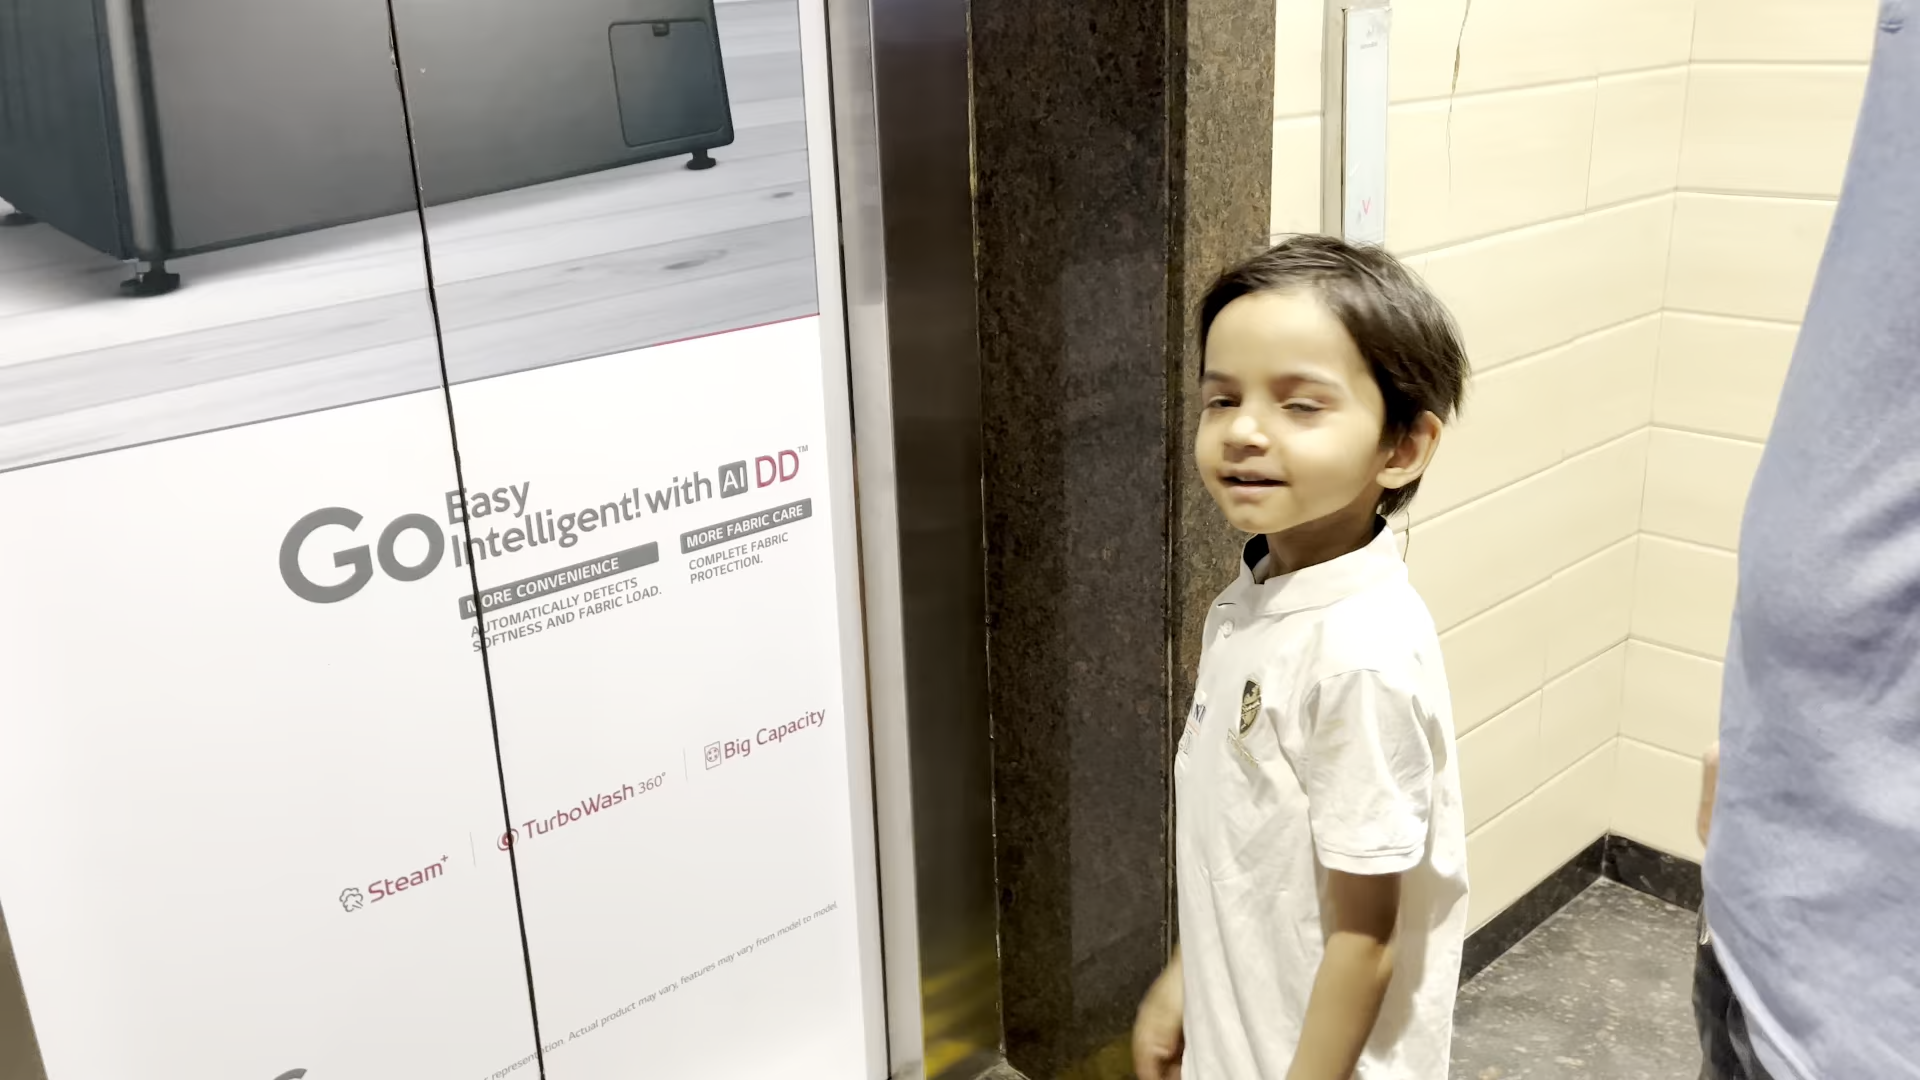 Go Easy
Intelligent! with AI DD™
MORE CONVENIENCE
AUTOMATICALLY DETECTS
SOFTNESS AND FABRIC LOAD.
MORE FABRIC CARE
COMPLETE FABRIC
PROTECTION.
Steam+
TurboWash 360°
Big Capacity
representation. Actual product may vary, features may vary from model to model.